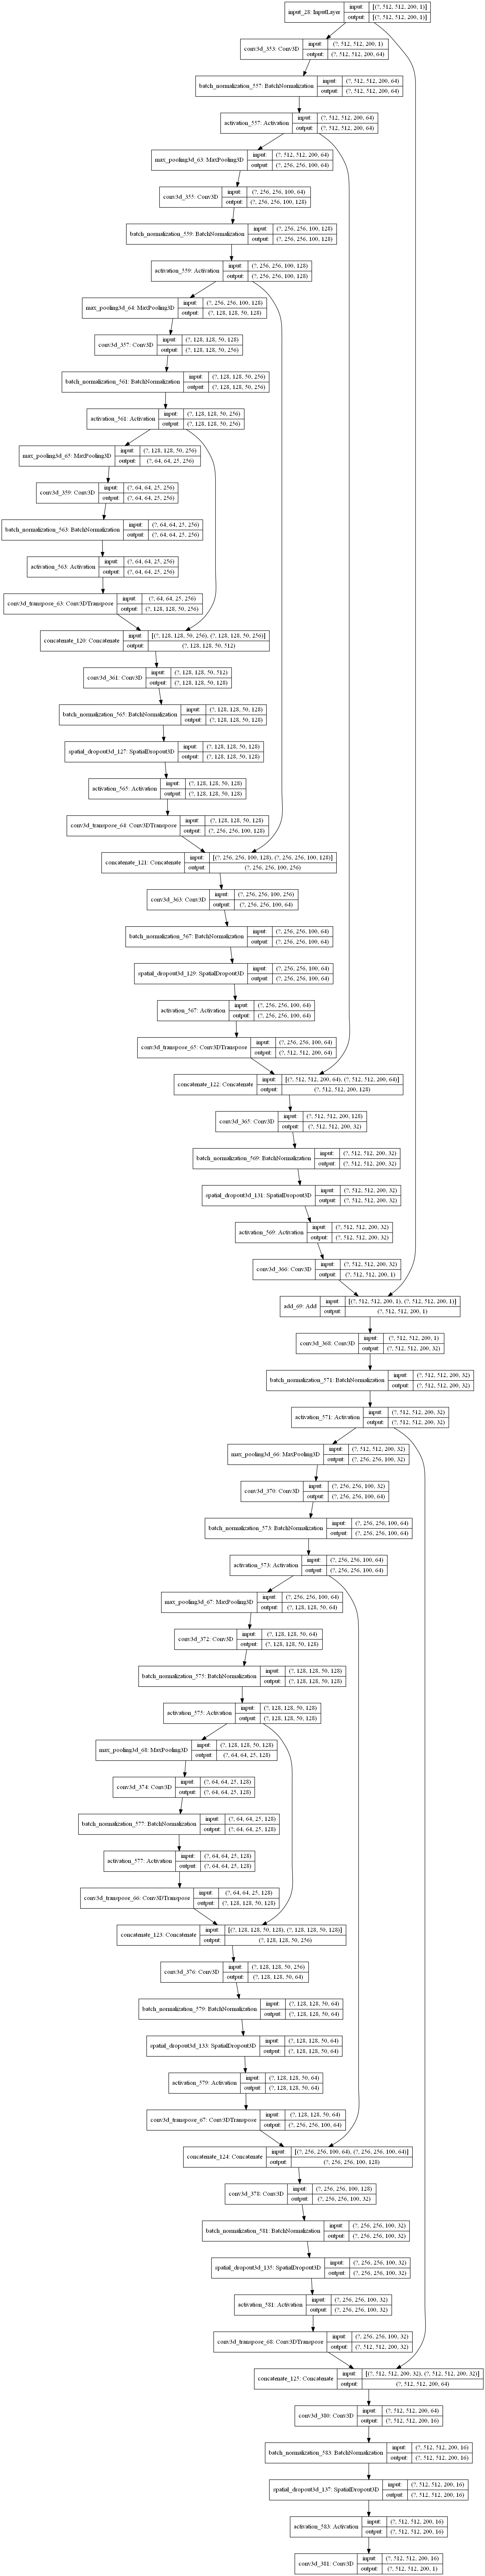 input_28: InputLayer
input: [(?, 512, 512, 200, 1)]
output: [(?, 512, 512, 200, 1)]
conv3d_353: Conv3D
input: (?, 512, 512, 200, 1)
output: (?, 512, 512, 200, 64)
batch_normalization_557: BatchNormalization
input: (?, 512, 512, 200, 64)
output: (?, 512, 512, 200, 64)
activation_557: Activation
input: (?, 512, 512, 200, 64)
output: (?, 512, 512, 200, 64)
max_pooling3d_63: MaxPooling3D
input: (?, 512, 512, 200, 64)
output: (?, 256, 256, 100, 64)
conv3d_355: Conv3D
input: (?, 256, 256, 100, 64)
output: (?, 256, 256, 100, 128)
batch_normalization_559: BatchNormalization
input: (?, 256, 256, 100, 128)
output: (?, 256, 256, 100, 128)
activation_559: Activation
input: (?, 256, 256, 100, 128)
output: (?, 256, 256, 100, 128)
max_pooling3d_64: MaxPooling3D
input: (?, 256, 256, 100, 128)
output: (?, 128, 128, 50, 128)
conv3d_357: Conv3D
input: (?, 128, 128, 50, 128)
output: (?, 128, 128, 50, 256)
batch_normalization_561: BatchNormalization
input: (?, 128, 128, 50, 256)
output: (?, 128, 128, 50, 256)
activation_561: Activation
input: (?, 128, 128, 50, 256)
output: (?, 128, 128, 50, 256)
max_pooling3d_65: MaxPooling3D
input: (?, 128, 128, 50, 256)
output: (?, 64, 64, 25, 256)
conv3d_359: Conv3D
input: (?, 64, 64, 25, 256)
output: (?, 64, 64, 25, 256)
batch_normalization_563: BatchNormalization
input: (?, 64, 64, 25, 256)
output: (?, 64, 64, 25, 256)
activation_563: Activation
input: (?, 64, 64, 25, 256)
output: (?, 64, 64, 25, 256)
conv3d_transpose_63: Conv3DTranspose
input: (?, 64, 64, 25, 256)
output: (?, 128, 128, 50, 256)
concatenate_120: Concatenate
input: [(?, 128, 128, 50, 256), (?, 128, 128, 50, 256)]
output: (?, 128, 128, 50, 512)
conv3d_361: Conv3D
input: (?, 128, 128, 50, 512)
output: (?, 128, 128, 50, 128)
batch_normalization_565: BatchNormalization
input: (?, 128, 128, 50, 128)
output: (?, 128, 128, 50, 128)
spatial_dropout3d_127: SpatialDropout3D
input: (?, 128, 128, 50, 128)
output: (?, 128, 128, 50, 128)
activation_565: Activation
input: (?, 128, 128, 50, 128)
output: (?, 128, 128, 50, 128)
conv3d_transpose_64: Conv3DTranspose
input: (?, 128, 128, 50, 128)
output: (?, 256, 256, 100, 128)
concatenate_121: Concatenate
input: [(?, 256, 256, 100, 128), (?, 256, 256, 100, 128)]
output: (?, 256, 256, 100, 256)
conv3d_363: Conv3D
input: (?, 256, 256, 100, 256)
output: (?, 256, 256, 100, 64)
batch_normalization_567: BatchNormalization
input: (?, 256, 256, 100, 64)
output: (?, 256, 256, 100, 64)
spatial_dropout3d_129: SpatialDropout3D
input: (?, 256, 256, 100, 64)
output: (?, 256, 256, 100, 64)
activation_567: Activation
input: (?, 256, 256, 100, 64)
output: (?, 256, 256, 100, 64)
conv3d_transpose_65: Conv3DTranspose
input: (?, 256, 256, 100, 64)
output: (?, 512, 512, 200, 64)
concatenate_122: Concatenate
input: [(?, 512, 512, 200, 64), (?, 512, 512, 200, 64)]
output: (?, 512, 512, 200, 128)
conv3d_365: Conv3D
input: (?, 512, 512, 200, 128)
output: (?, 512, 512, 200, 32)
batch_normalization_569: BatchNormalization
input: (?, 512, 512, 200, 32)
output: (?, 512, 512, 200, 32)
spatial_dropout3d_131: SpatialDropout3D
input: (?, 512, 512, 200, 32)
output: (?, 512, 512, 200, 32)
activation_569: Activation
input: (?, 512, 512, 200, 32)
output: (?, 512, 512, 200, 32)
conv3d_366: Conv3D
input: (?, 512, 512, 200, 32)
output: (?, 512, 512, 200, 1)
add_69: Add
input: [(?, 512, 512, 200, 1), (?, 512, 512, 200, 1)]
output: (?, 512, 512, 200, 1)
conv3d_368: Conv3D
input: (?, 512, 512, 200, 1)
output: (?, 512, 512, 200, 32)
batch_normalization_571: BatchNormalization
input: (?, 512, 512, 200, 32)
output: (?, 512, 512, 200, 32)
activation_571: Activation
input: (?, 512, 512, 200, 32)
output: (?, 512, 512, 200, 32)
max_pooling3d_66: MaxPooling3D
input: (?, 512, 512, 200, 32)
output: (?, 256, 256, 100, 32)
conv3d_370: Conv3D
input: (?, 256, 256, 100, 32)
output: (?, 256, 256, 100, 64)
batch_normalization_573: BatchNormalization
input: (?, 256, 256, 100, 64)
output: (?, 256, 256, 100, 64)
activation_573: Activation
input: (?, 256, 256, 100, 64)
output: (?, 256, 256, 100, 64)
max_pooling3d_67: MaxPooling3D
input: (?, 256, 256, 100, 64)
output: (?, 128, 128, 50, 64)
conv3d_372: Conv3D
input: (?, 128, 128, 50, 64)
output: (?, 128, 128, 50, 128)
batch_normalization_575: BatchNormalization
input: (?, 128, 128, 50, 128)
output: (?, 128, 128, 50, 128)
activation_575: Activation
input: (?, 128, 128, 50, 128)
output: (?, 128, 128, 50, 128)
max_pooling3d_68: MaxPooling3D
input: (?, 128, 128, 50, 128)
output: (?, 64, 64, 25, 128)
conv3d_374: Conv3D
input: (?, 64, 64, 25, 128)
output: (?, 64, 64, 25, 128)
batch_normalization_577: BatchNormalization
input: (?, 64, 64, 25, 128)
output: (?, 64, 64, 25, 128)
activation_577: Activation
input: (?, 64, 64, 25, 128)
output: (?, 64, 64, 25, 128)
conv3d_transpose_66: Conv3DTranspose
input: (?, 64, 64, 25, 128)
output: (?, 128, 128, 50, 128)
concatenate_123: Concatenate
input: [(?, 128, 128, 50, 128), (?, 128, 128, 50, 128)]
output: (?, 128, 128, 50, 256)
conv3d_376: Conv3D
input: (?, 128, 128, 50, 256)
output: (?, 128, 128, 50, 64)
batch_normalization_579: BatchNormalization
input: (?, 128, 128, 50, 64)
output: (?, 128, 128, 50, 64)
spatial_dropout3d_133: SpatialDropout3D
input: (?, 128, 128, 50, 64)
output: (?, 128, 128, 50, 64)
activation_579: Activation
input: (?, 128, 128, 50, 64)
output: (?, 128, 128, 50, 64)
conv3d_transpose_67: Conv3DTranspose
input: (?, 128, 128, 50, 64)
output: (?, 256, 256, 100, 64)
concatenate_124: Concatenate
input: [(?, 256, 256, 100, 64), (?, 256, 256, 100, 64)]
output: (?, 256, 256, 100, 128)
conv3d_378: Conv3D
input: (?, 256, 256, 100, 128)
output: (?, 256, 256, 100, 32)
batch_normalization_581: BatchNormalization
input: (?, 256, 256, 100, 32)
output: (?, 256, 256, 100, 32)
spatial_dropout3d_135: SpatialDropout3D
input: (?, 256, 256, 100, 32)
output: (?, 256, 256, 100, 32)
activation_581: Activation
input: (?, 256, 256, 100, 32)
output: (?, 256, 256, 100, 32)
conv3d_transpose_68: Conv3DTranspose
input: (?, 256, 256, 100, 32)
output: (?, 512, 512, 200, 32)
concatenate_125: Concatenate
input: [(?, 512, 512, 200, 32), (?, 512, 512, 200, 32)]
output: (?, 512, 512, 200, 64)
conv3d_380: Conv3D
input: (?, 512, 512, 200, 64)
output: (?, 512, 512, 200, 16)
batch_normalization_583: BatchNormalization
input: (?, 512, 512, 200, 16)
output: (?, 512, 512, 200, 16)
spatial_dropout3d_137: SpatialDropout3D
input: (?, 512, 512, 200, 16)
output: (?, 512, 512, 200, 16)
activation_583: Activation
input: (?, 512, 512, 200, 16)
output: (?, 512, 512, 200, 16)
conv3d_381: Conv3D
input: (?, 512, 512, 200, 16)
output: (?, 512, 512, 200, 1)